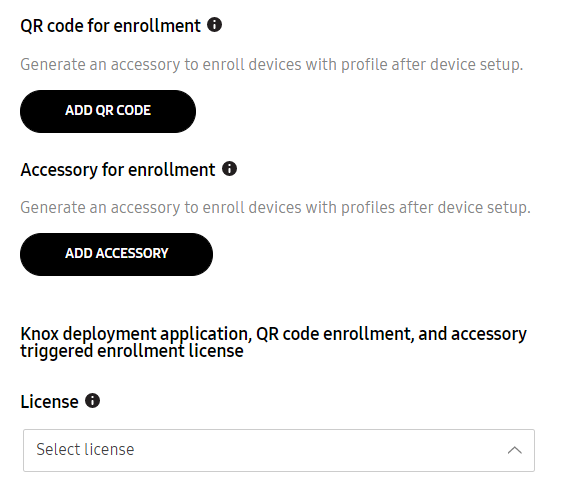 QR code for enrollment
Generate an accessory to enroll devices with profile after device setup.
ADD QR CODE
Accessory for enrollment
Generate an accessory to enroll devices with profiles after device setup.
ADD ACCESSORY
Knox deployment application, QR code enrollment, and accessory
triggered enrollment license
License
Select license